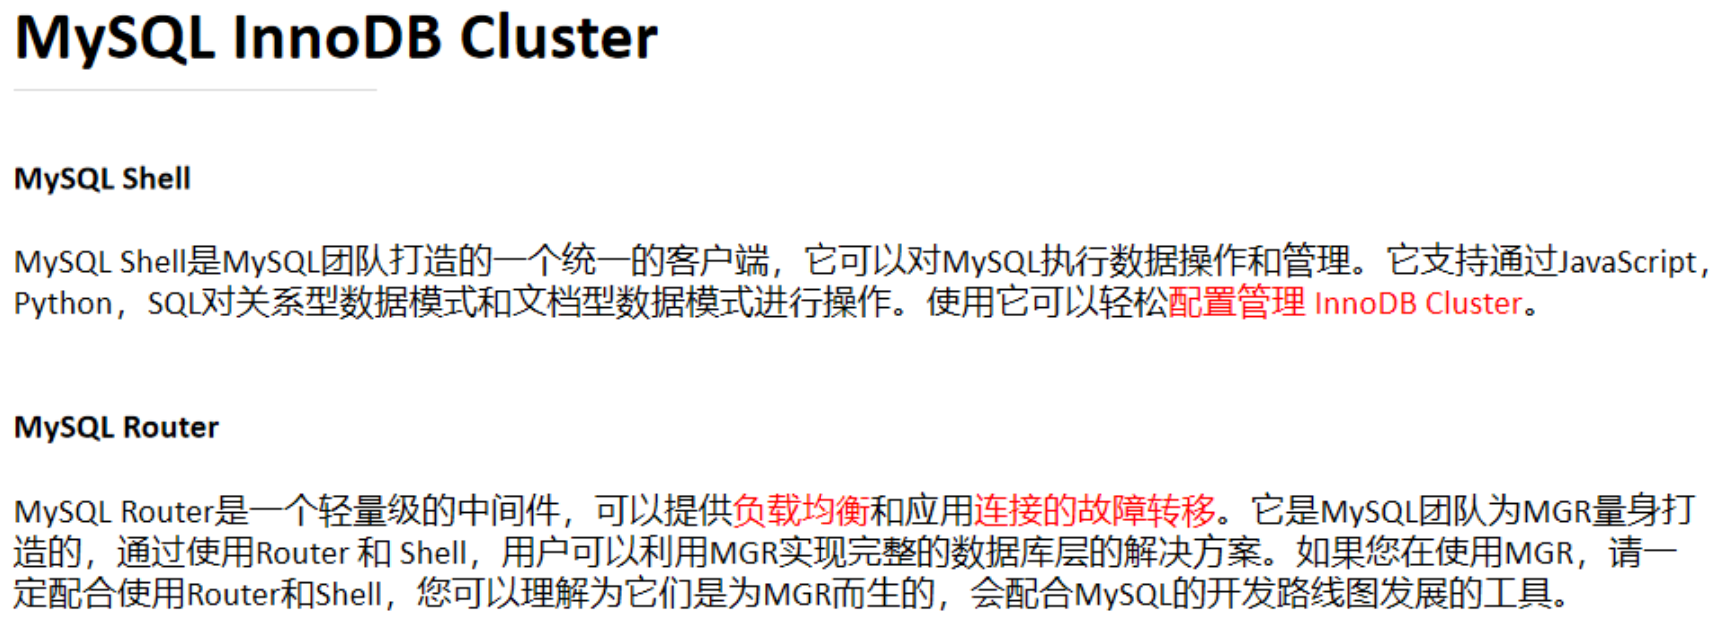 MySQL InnoDB Cluster
MySQL Shell
MySQL Shell是MySQL团队打造的一个统一的客户端，它可以对MySQL执行数据操作和管理。它支持通过JavaScript，
Python，SQL对关系型数据模式和文档型数据模式进行操作。使用它可以轻松配置管理 InnoDB Cluster。
MySQL Router
MySQL Router是一个轻量级的中间件，可以提供负载均衡和应用连接的故障转移。它是MySQL团队为MGR量身打
造的，通过使用Router 和 Shell，用户可以利用MGR实现完整的数据库层的解决方案。如果您在使用MGR，请一
定配合使用Router和Shell，您可以理解为它们是为MGR而生的，会配合MySQL的开发路线图发展的工具。